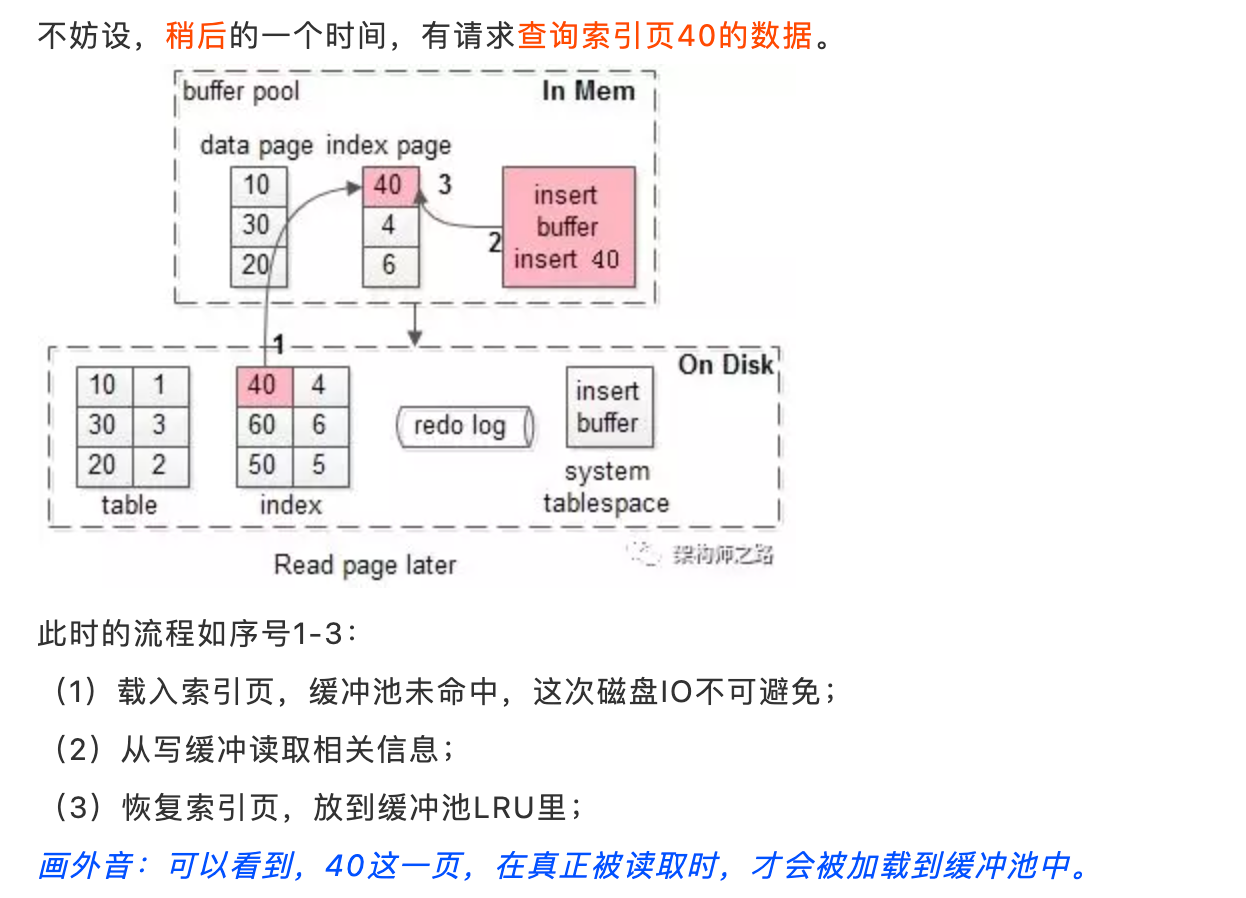 不妨设，稍后的一个时间，有请求查询索引页40的数据。
buffer pool In Mem
data page index page
10 40 3 insert
30 4 buffer
2
20 6 insert 40
1
On Disk
10 1 40 4 insert
30 3 60 6 redo log buffer
20 2 50 5
system
table index tablespace
架构师之路
Read page later
此时的流程如序号1-3：
（1）载入索引页，缓冲池未命中，这次磁盘IO不可避免；
（2）从写缓冲读取相关信息；
（3）恢复索引页，放到缓冲池LRU里；
画外音：可以看到，40这一页，在真正被读取时，才会被加载到缓冲池中。